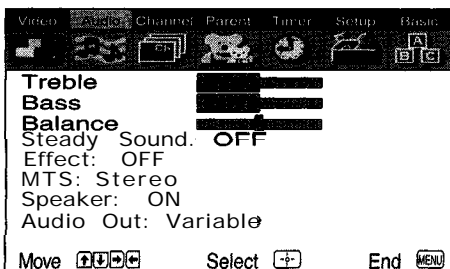 Video Audio Channel Parent Timer Setup Basic
Ch A B C
Treble
Bass
Balance
Steady Sound. OFF
Effect: OFF
MTS: Stereo
Speaker: ON
Audio Out: Variable
Move Select End MENU